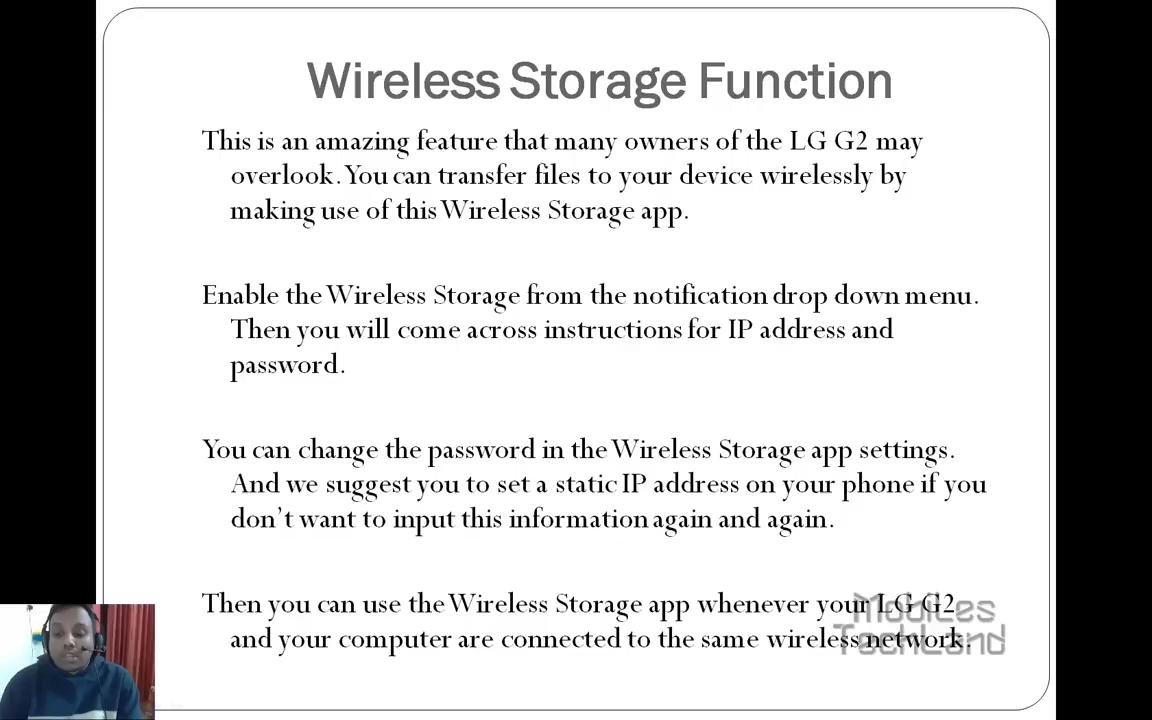 Wireless Storage Function
This is an amazing feature that many owners of the LG G2 may
overlook. You can transfer files to your device wirelessly by
making use of this Wireless Storage app.
Enable the Wireless Storage from the notification drop down menu.
Then you will come across instructions for IP address and
password.
You can change the password in the Wireless Storage app settings.
And we suggest you to set a static IP address on your phone if you
don't want to input this information again and again.
Then you can use the Wireless Storage app whenever your LG G2
and your computer are connected to the same wireless network.
Mobiles
TechLand